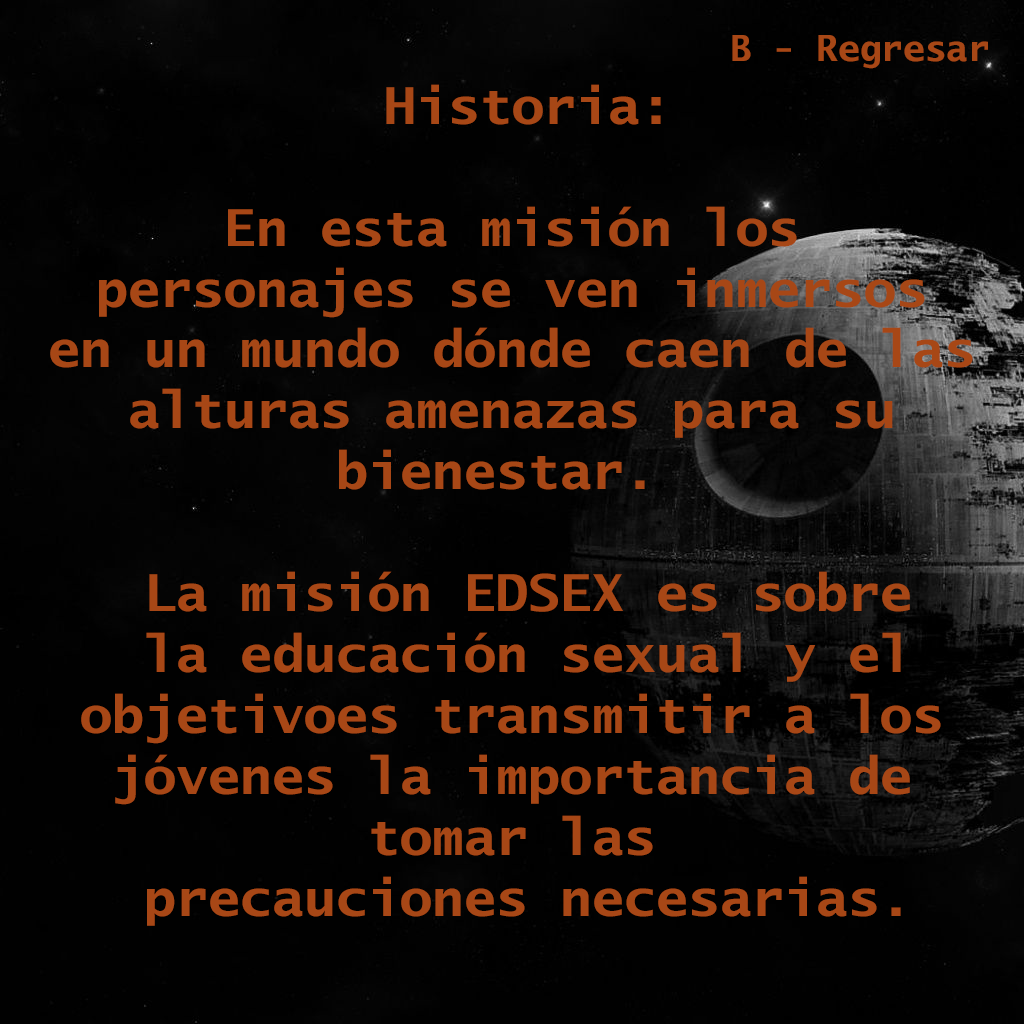 B - Regresar
Historia:
En esta misión los
personajes se ven inmersos
en un mundo dónde caen de las
alturas amenazas para su
bienestar.
La misión EDSEX es sobre
la educación sexual y el
objetivoes transmitir a los
jóvenes la importancia de
tomar las
precauciones necesarias.